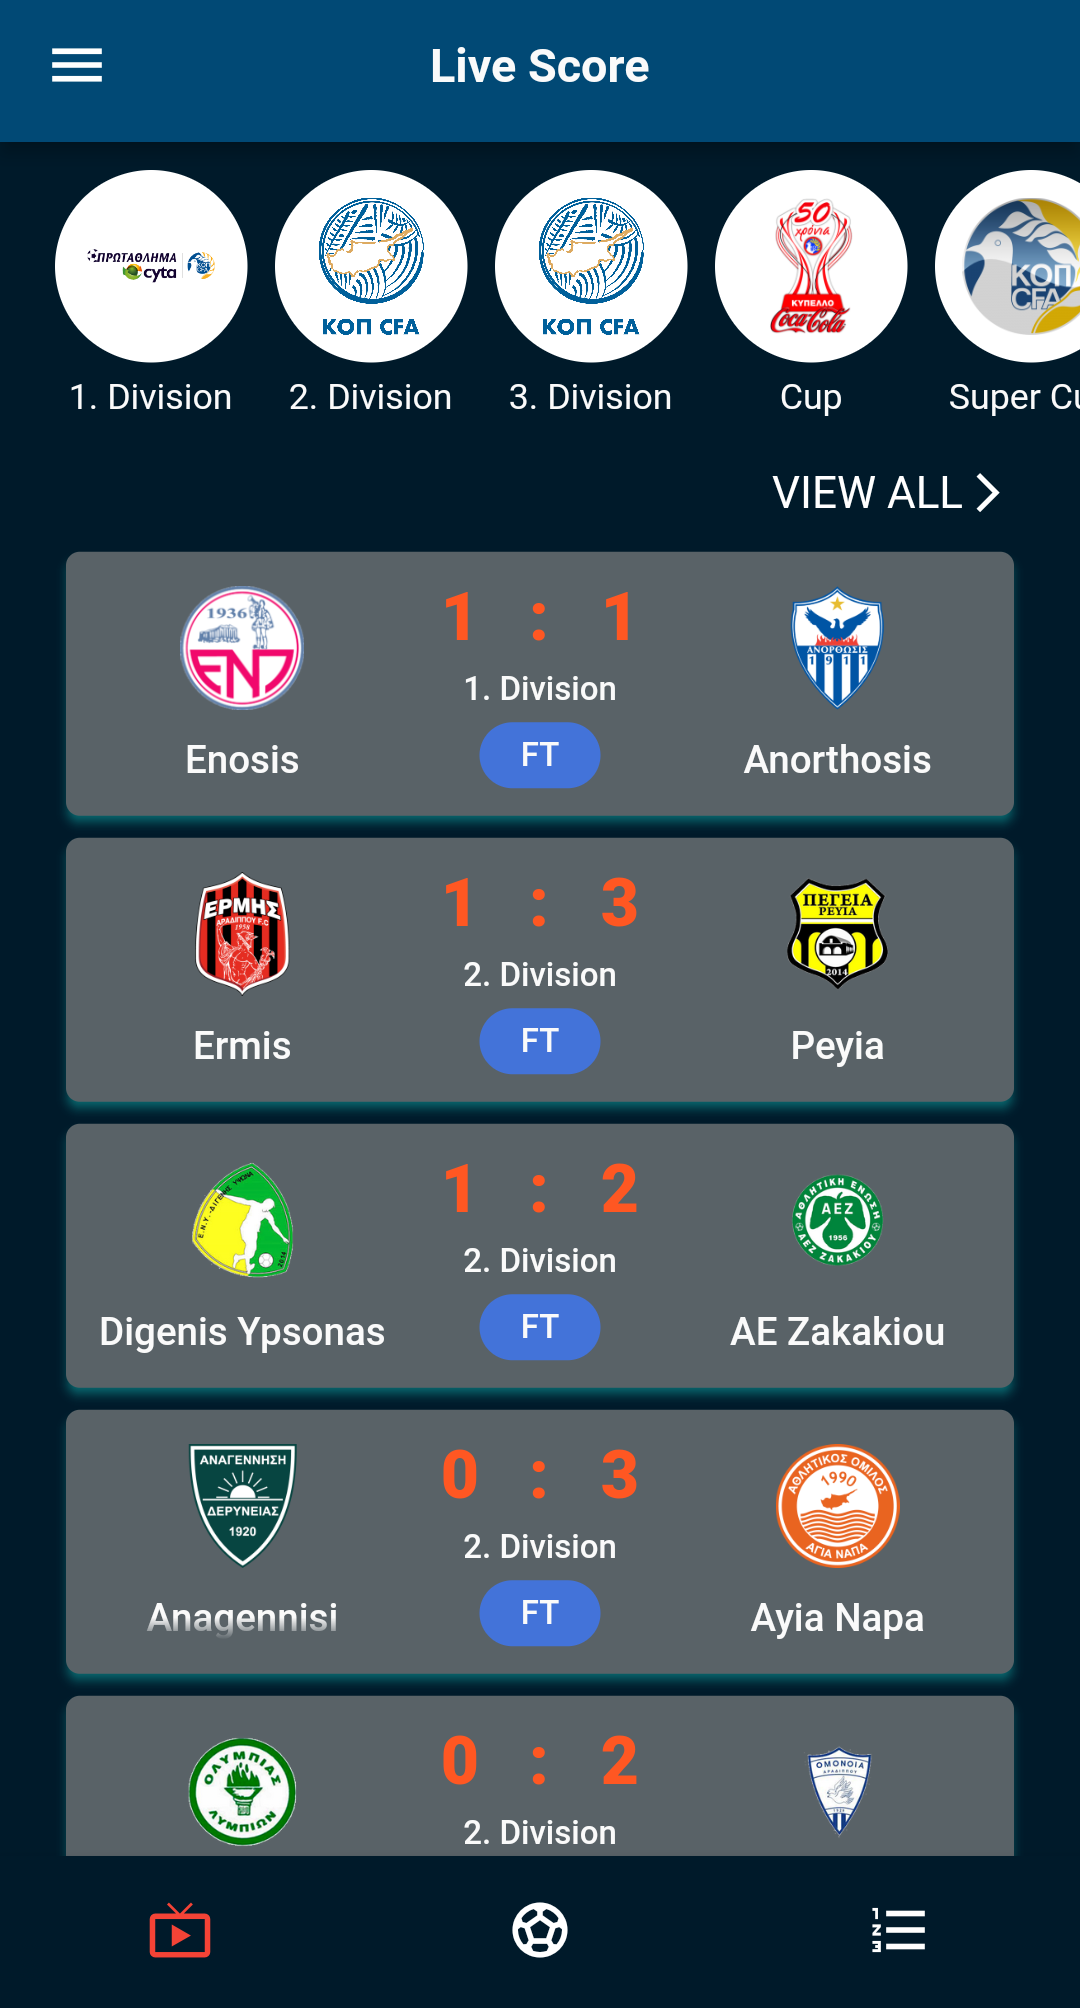 Live Score
ΠΡΩΤΑΘΛΗΜΑ
cyta
ΚΟΠ CFA
ΚΟΠ CFA
50
χρόνια
ΚΥΠΕΛΛΟ
Coca-Cola
ΚΟΠ
CFA
1. Division
2. Division
3. Division
Cup
Super Cu
VIEW ALL
1936
ΕΝΠ
1 : 1
ΑΝΟΡΘΩΣΙΣ
1911
1. Division
FT
Enosis
Anorthosis
ΕΡΜΗΣ
ΑΡΑΔΙΠΠΟΥ F.C
1958
1 : 3
ΠΕΓΕΙΑ
PEYIA
2014
2. Division
FT
Ermis
Peyia
Ε.Ν.Υ.-ΔΙΓΕΝΗΣ ΥΨΩΝΑ
1 : 2
ΑΘΛΗΤΙΚΗ ΕΝΩΣΗ
ΑΕΖ
1956
ΑΕΖ ΖΑΚΑΚΙΟΥ
2. Division
FT
Digenis Ypsonas
AE Zakakiou
ΑΝΑΓΕΝΝΗΣΗ
ΔΕΡΥΝΕΙΑΣ
1920
0 : 3
ΑΘΛΗΤΙΚΟΣ ΟΜΙΛΟΣ
1990
ΑΓΙΑ ΝΑΠΑ
2. Division
FT
Anagennisi
Ayia Napa
ΟΛΥΜΠΙΑΣ
ΛΥΜΠΙΩΝ
0 : 2
ΟΜΟΝΟΙΑ
ΑΡΑΔΙΠΠΟΥ
2. Division